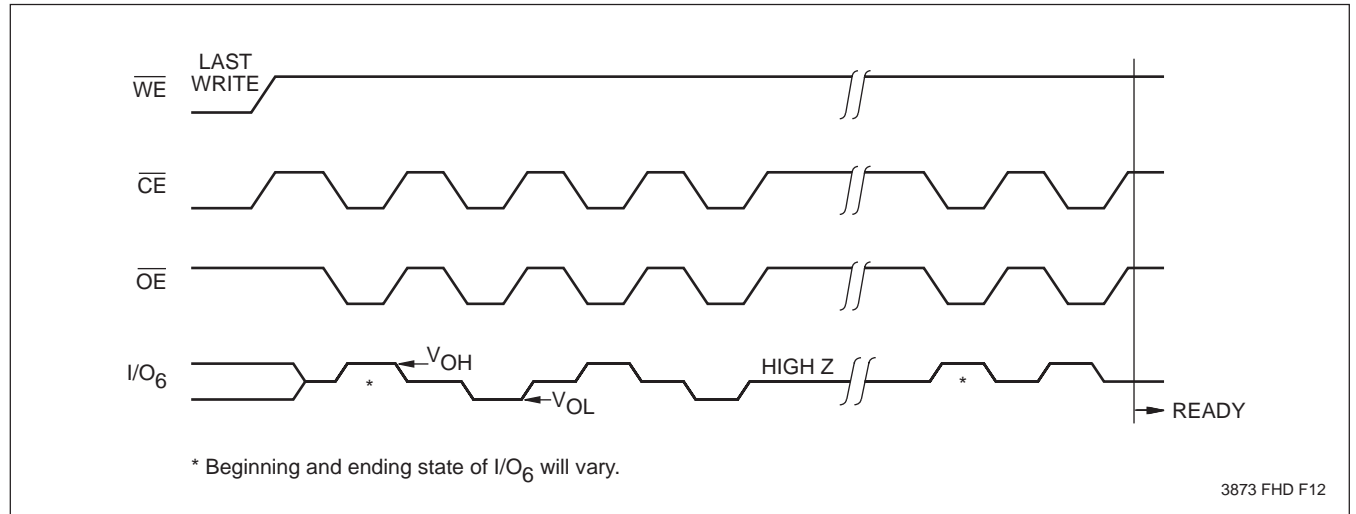 LAST
WRITE
WE
CE
OE
I/O6
VOH
*
VOL
HIGH Z
*
READY
* Beginning and ending state of I/O6 will vary.
3873 FHD F12